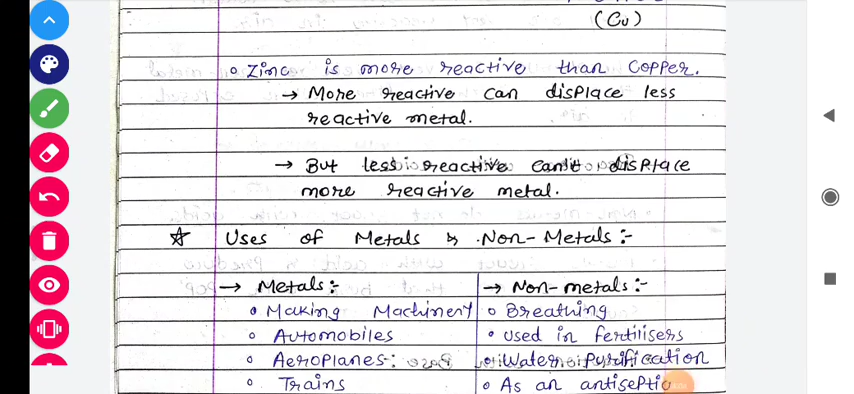 (Cu)
Zinc is more reactive than Copper.
→ More reactive can displace less
reactive metal.
→ But less reactive can't displace
more reactive metal.
☆ Uses of Metals & Non-Metals:-
→ Metals:- → Non-metals:-
Making Machinery Breathing
Automobiles Used in fertilisers
Aeroplanes Water Purification
Trains As an antiseptic